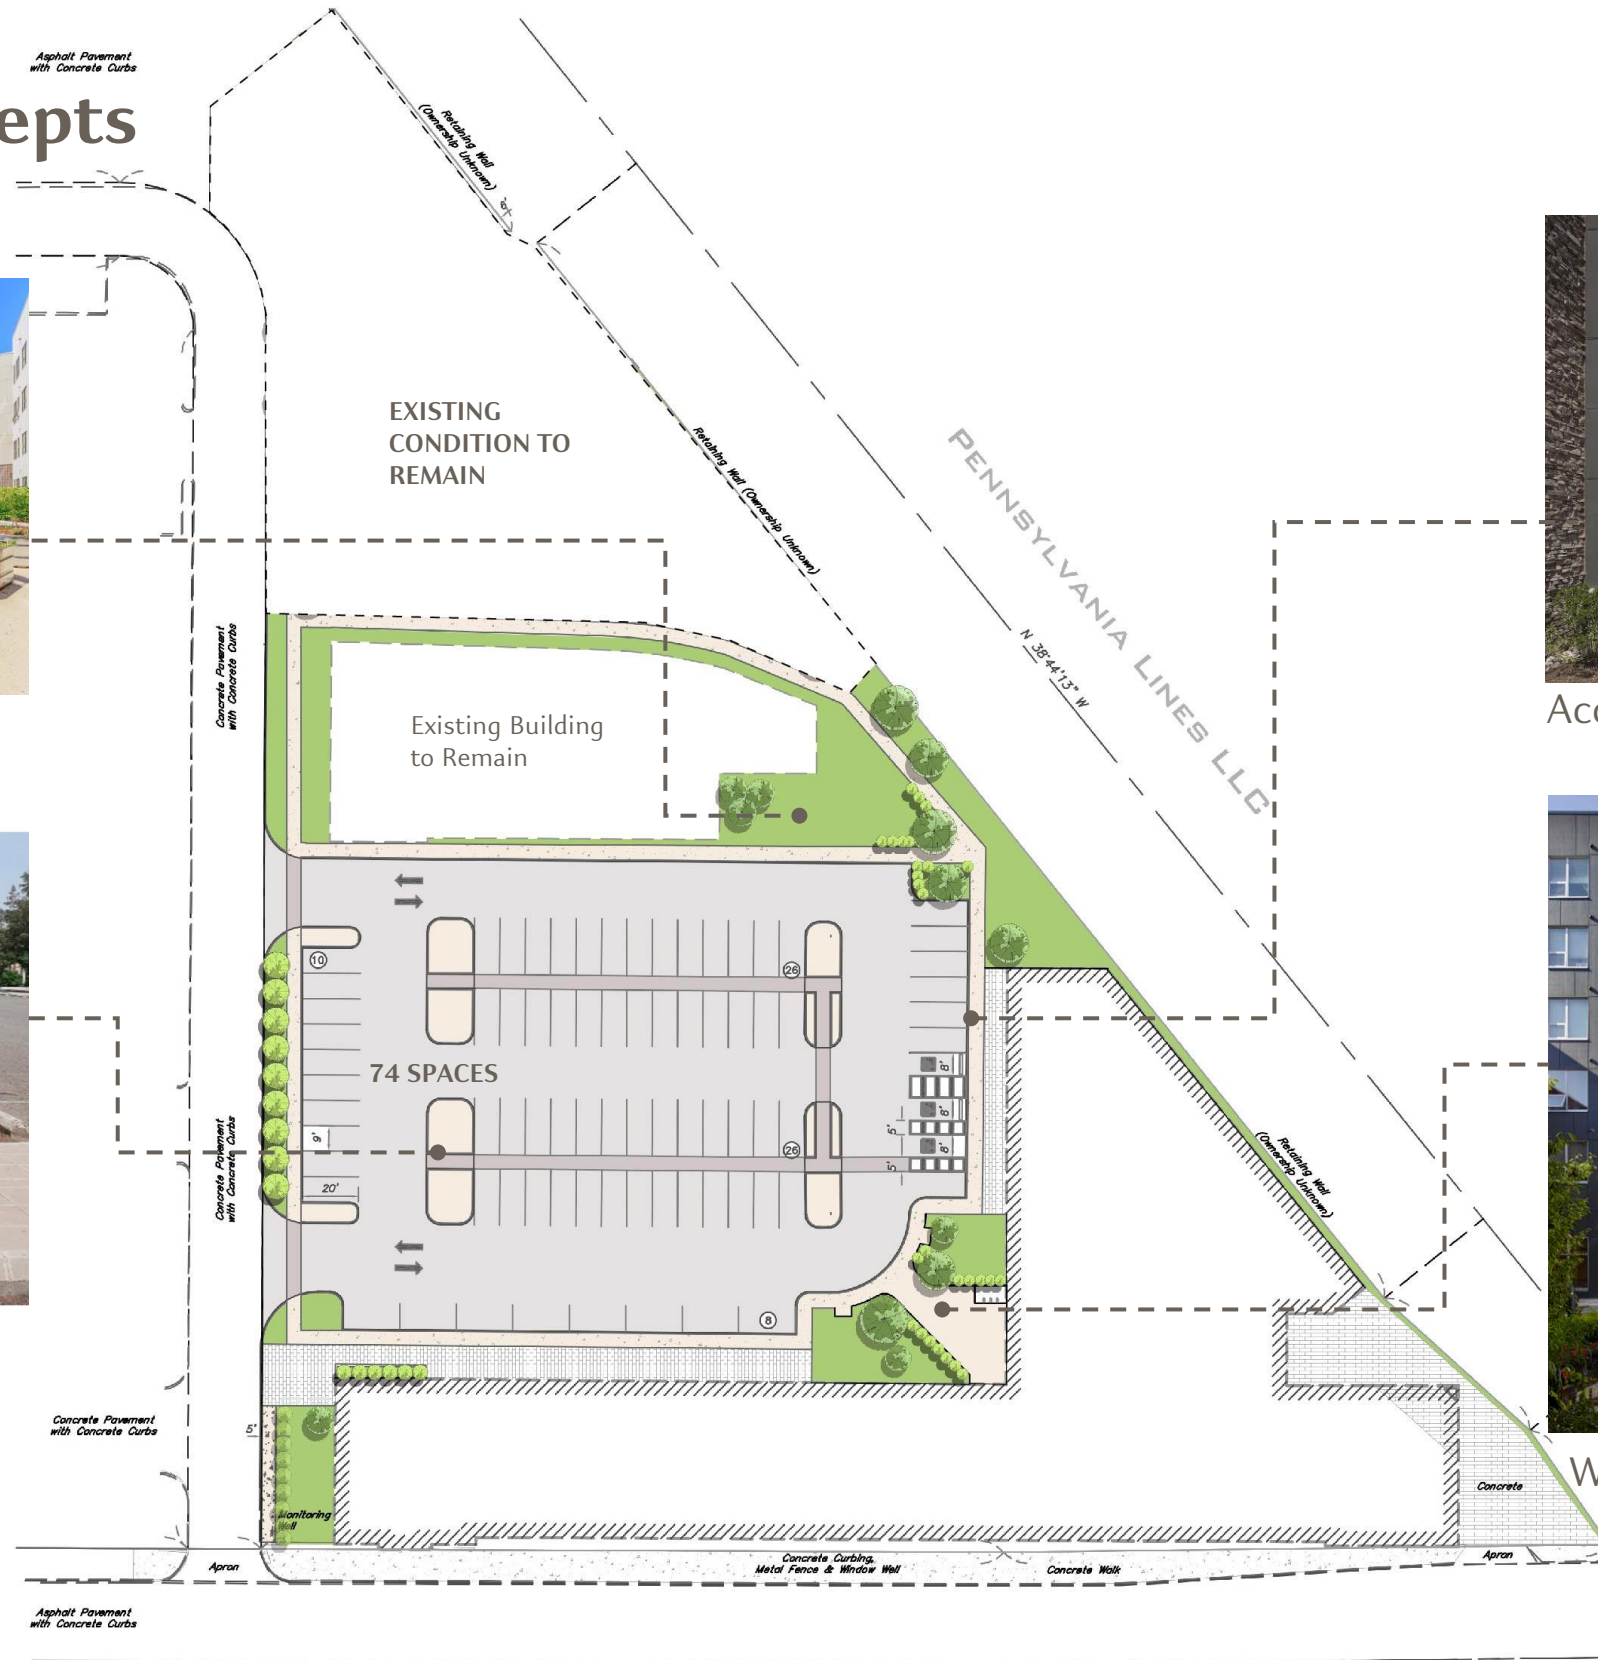 Asphalt Pavement
with Concrete Curbs
epts
Retaining Wall
(Ownership Unknown)
8'
EXISTING
CONDITION TO
REMAIN
Retaining Wall (Ownership Unknown)
PENNSYLVANIA LINES LLC
N 38°44'13" W
Concrete Pavement
with Concrete Curbs
Existing Building
to Remain
Acc
10
26
74 SPACES
8'
8'
5'
8'
5'
9'
26
20'
Concrete Pavement
with Concrete Curbs
Retaining Wall
(Ownership Unknown)
8
Concrete Pavement
with Concrete Curbs
5'
W
Concrete
Monitoring
Well
Apron
Concrete Curbing,
Metal Fence & Window Well
Concrete Walk
Apron
Asphalt Pavement
with Concrete Curbs